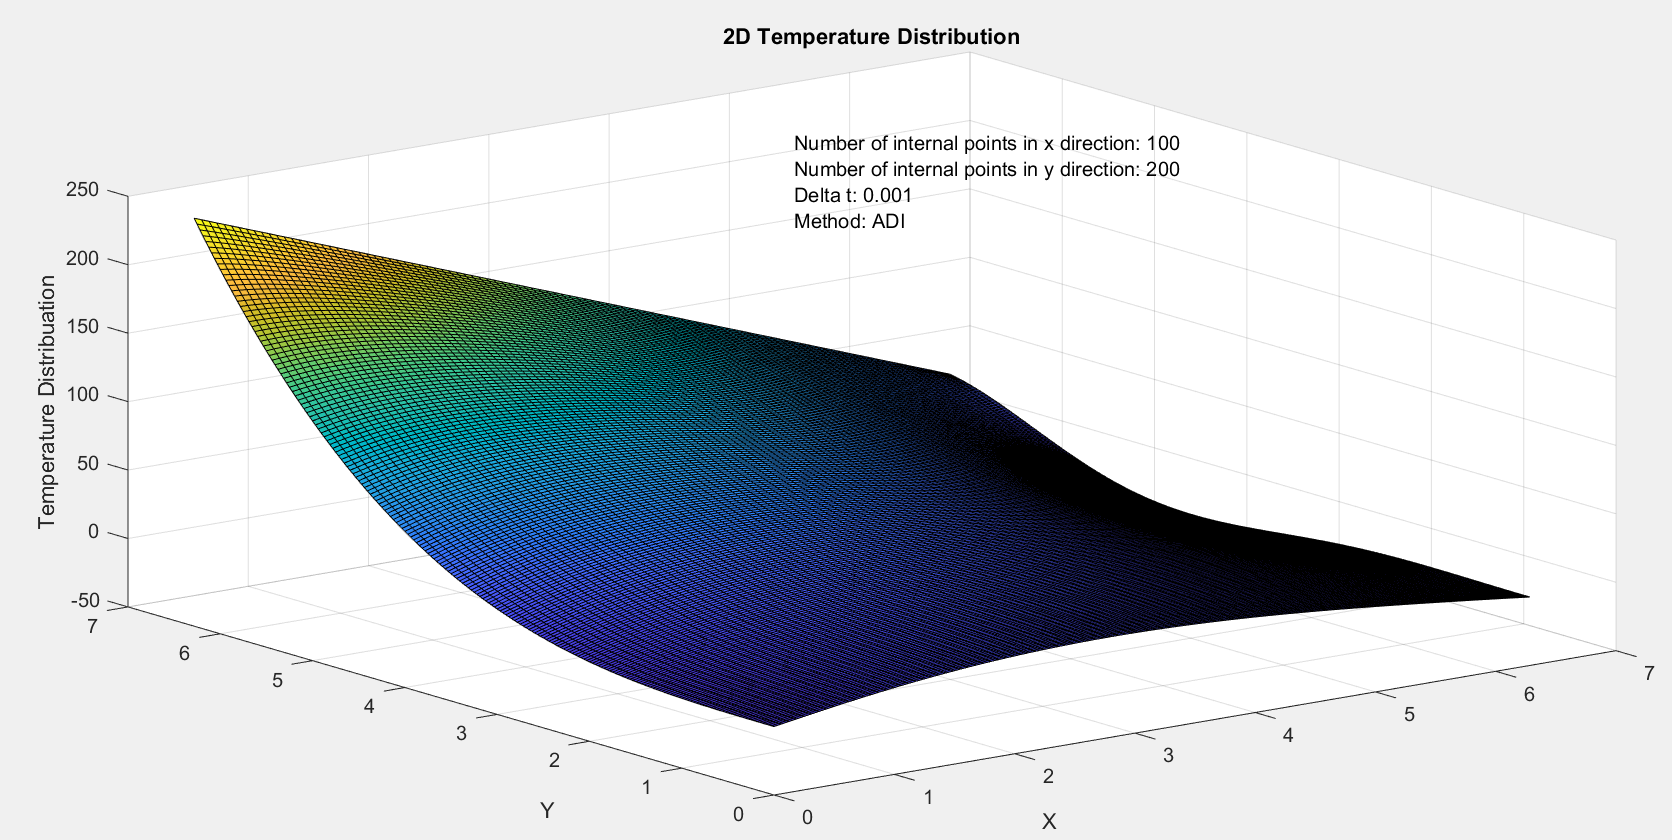 2D Temperature Distribution
Number of internal points in x direction: 100
Number of internal points in y direction: 200
Delta t: 0.001
Method: ADI
Temperature Distribuation
250
200
150
100
50
0
-50
7
6
5
4
3
2
1
0
Y
0
1
2
3
4
5
6
7
X